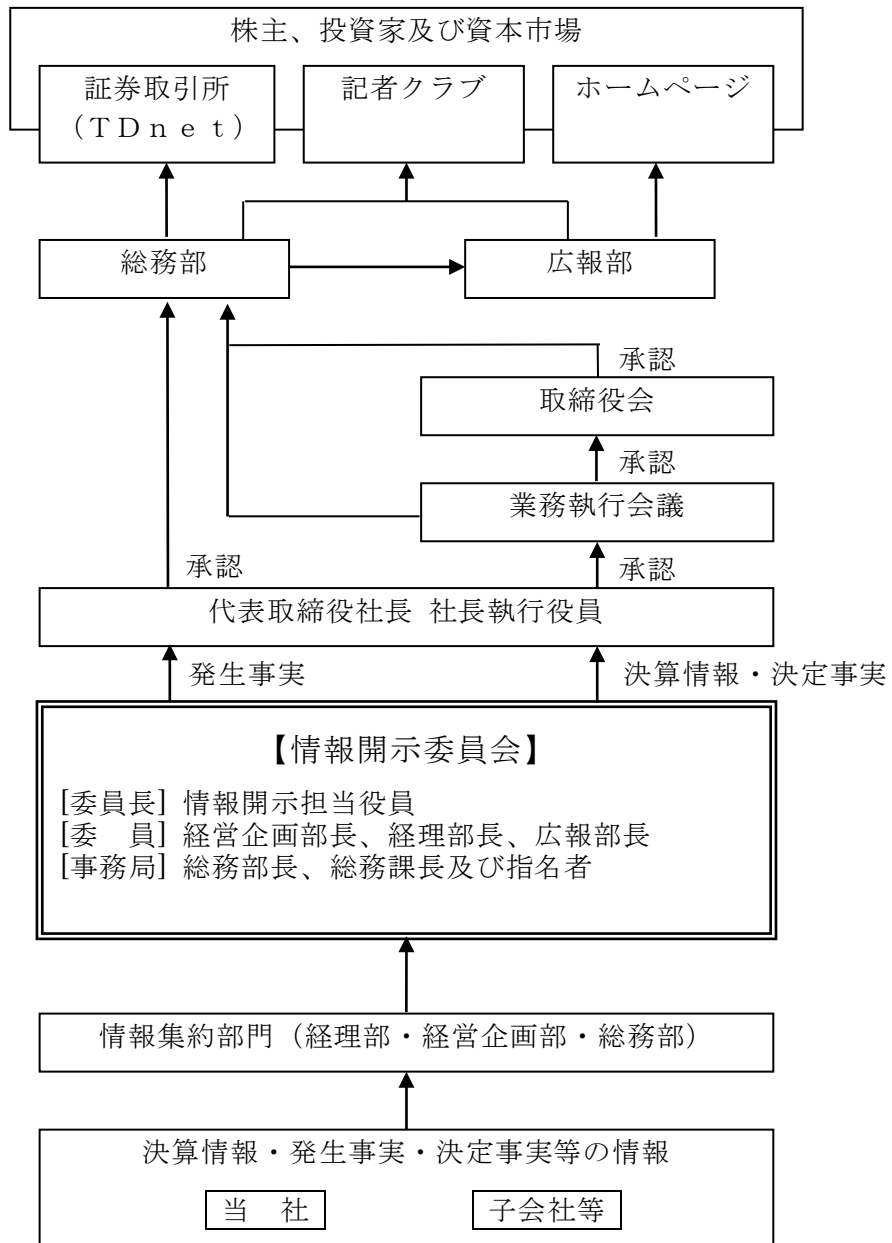 株主、投資家及び資本市場
証券取引所
（ＴＤｎｅｔ）
記者クラブ
ホームページ
総務部
広報部
承認
取締役会
承認
業務執行会議
承認
承認
代表取締役社長 社長執行役員
発生事実
決算情報・決定事実
【情報開示委員会】
[委員長] 情報開示担当役員
[委　員] 経営企画部長、経理部長、広報部長
[事務局] 総務部長、総務課長及び指名者
情報集約部門（経理部・経営企画部・総務部）
決算情報・発生事実・決定事実等の情報
当　社
子会社等